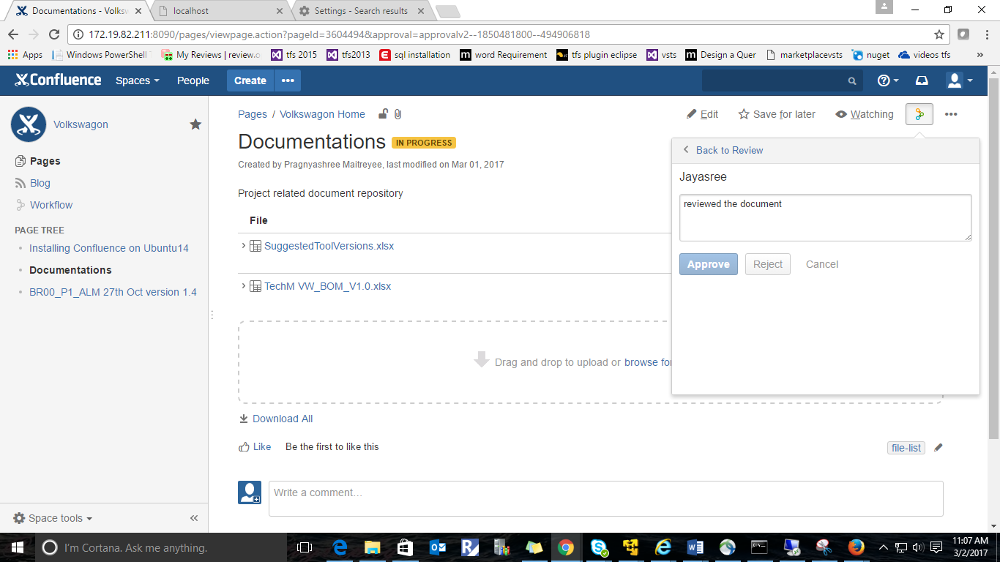 Documentations - Volksw
localhost
Settings - Search results
172.19.82.211:8090/pages/viewpage.action?pageId=3604494&approval=approvalv2--1850481800--494906818
Apps Windows PowerShell My Reviews | review.o tfs 2015 tfs2013 sql installation word Requirement tfs plugin eclipse vsts Design a Quer marketplacevsts nuget videos tfs »
Confluence Spaces People Create •••
Volkswagon
Pages
Blog
Workflow
PAGE TREE
Installing Confluence on Ubuntu14
Documentations
BR00_P1_ALM 27th Oct version 1.4
Space tools
Pages / Volkswagon Home
Edit Save for later Watching •••
Documentations IN PROGRESS
Created by Pragnyashree Maitreyee, last modified on Mar 01, 2017
Project related document repository
File
SuggestedToolVersions.xlsx
TechM VW_BOM_V1.0.xlsx
Drag and drop to upload or browse for
Download All
Like Be the first to like this
file-list
Write a comment…
Back to Review
Jayasree
reviewed the document
Approve Reject Cancel
I'm Cortana. Ask me anything.
11:07 AM
3/2/2017